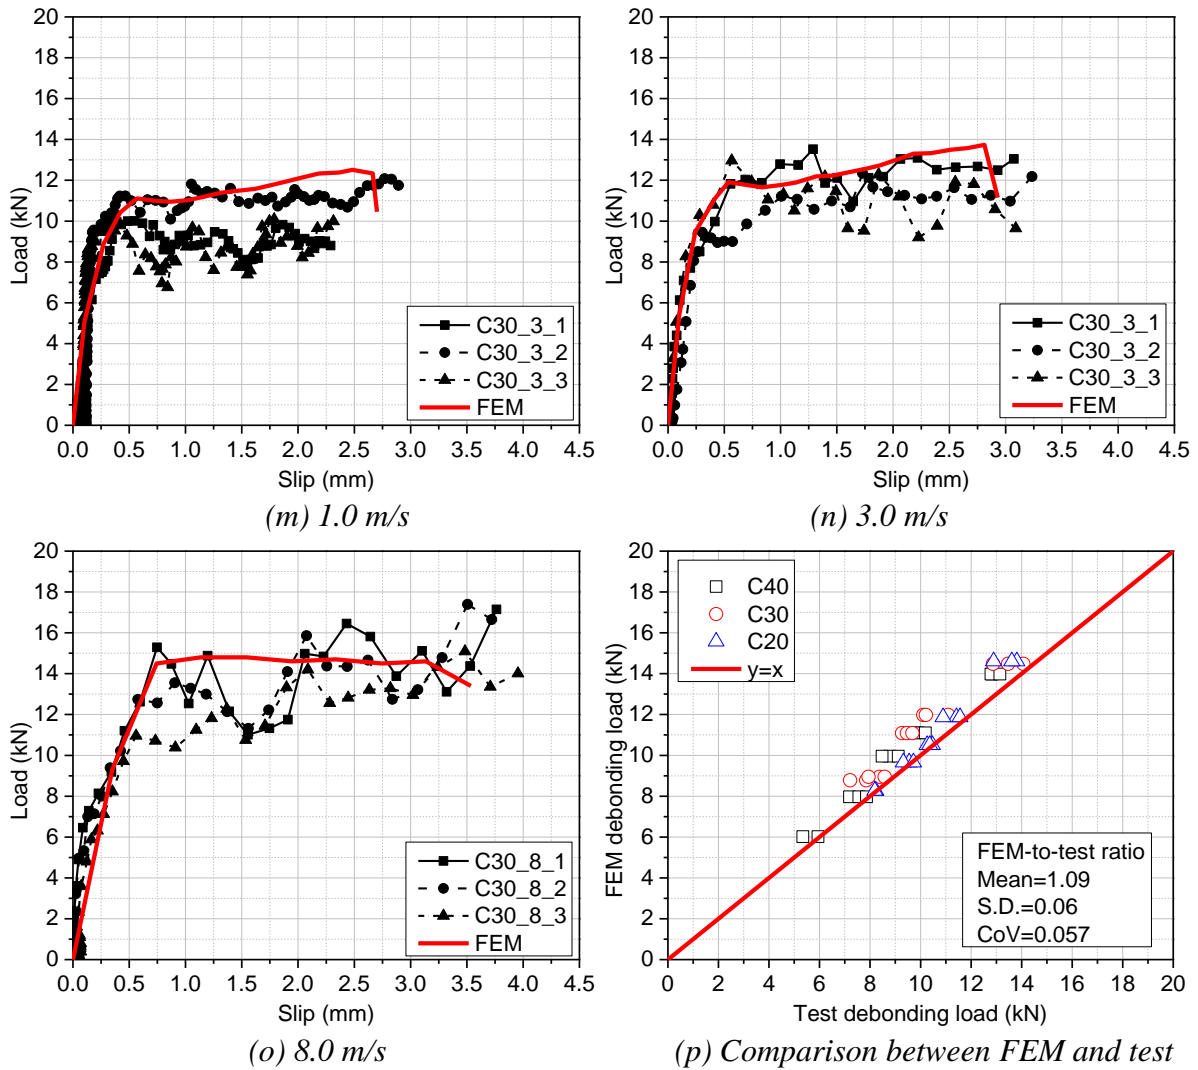 20
18
16
14
12
10
8
6
4
2
0
Load (kN)
C30_3_1
C30_3_2
C30_3_3
FEM
0.0 0.5 1.0 1.5 2.0 2.5 3.0 3.5 4.0 4.5
Slip (mm)
(m) 1.0 m/s
20
18
16
14
12
10
8
6
4
2
0
Load (kN)
C30_3_1
C30_3_2
C30_3_3
FEM
0.0 0.5 1.0 1.5 2.0 2.5 3.0 3.5 4.0 4.5
Slip (mm)
(n) 3.0 m/s
20
18
16
14
12
10
8
6
4
2
0
Load (kN)
C30_8_1
C30_8_2
C30_8_3
FEM
0.0 0.5 1.0 1.5 2.0 2.5 3.0 3.5 4.0 4.5
Slip (mm)
(o) 8.0 m/s
20
18
16
14
12
10
8
6
4
2
0
FEM debonding load (kN)
C40
C30
C20
y=x
FEM-to-test ratio
Mean=1.09
S.D.=0.06
CoV=0.057
0 2 4 6 8 10 12 14 16 18 20
Test debonding load (kN)
(p) Comparison between FEM and test